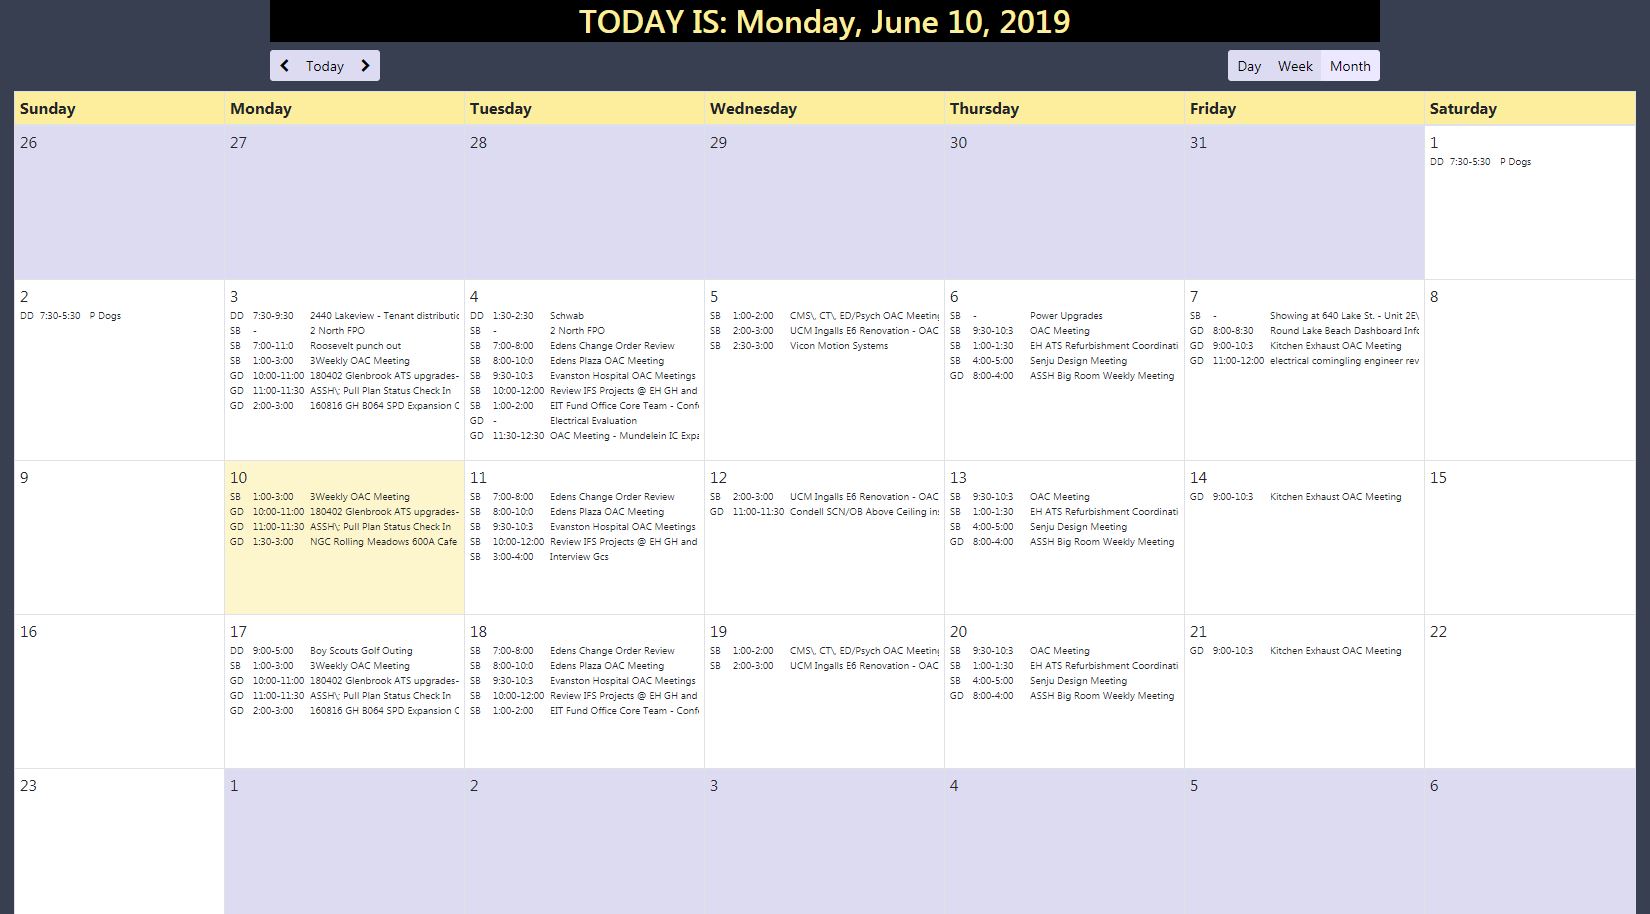 TODAY IS: Monday, June 10, 2019
Today
Day Week Month
Sunday Monday Tuesday Wednesday Thursday Friday Saturday
26 27 28 29 30 31 1
DD 7:30-5:30 P Dogs
2
DD 7:30-5:30 P Dogs
3
DD 7:30-9:30 2440 Lakeview - Tenant distributic
SB - 2 North FPO
SB 7:00-11:0 Roosevelt punch out
SB 1:00-3:00 3Weekly OAC Meeting
GD 10:00-11:00 180402 Glenbrook ATS upgrades-
GD 11:00-11:30 ASSH\; Pull Plan Status Check In
GD 2:00-3:00 160816 GH B064 SPD Expansion C
4
DD 1:30-2:30 Schwab
SB - 2 North FPO
SB 7:00-8:00 Edens Change Order Review
SB 8:00-10:0 Edens Plaza OAC Meeting
SB 9:30-10:3 Evanston Hospital OAC Meetings
SB 10:00-12:00 Review IFS Projects @ EH GH and
SB 1:00-2:00 EIT Fund Office Core Team - Conf
GD - Electrical Evaluation
GD 11:30-12:30 OAC Meeting - Mundelein IC Expa
5
SB 1:00-2:00 CMS\, CT\, ED/Psych OAC Meeting
SB 2:00-3:00 UCM Ingalls E6 Renovation - OAC
SB 2:30-3:00 Vicon Motion Systems
6
SB - Power Upgrades
SB 9:30-10:3 OAC Meeting
SB 1:00-1:30 EH ATS Refurbishment Coordinati
SB 4:00-5:00 Senju Design Meeting
GD 8:00-4:00 ASSH Big Room Weekly Meeting
7
SB - Showing at 640 Lake St. - Unit 2E\
GD 8:00-8:30 Round Lake Beach Dashboard Info
GD 9:00-10:3 Kitchen Exhaust OAC Meeting
GD 11:00-12:00 electrical comingling engineer rev
8
9
10
SB 1:00-3:00 3Weekly OAC Meeting
GD 10:00-11:00 180402 Glenbrook ATS upgrades-
GD 11:00-11:30 ASSH\; Pull Plan Status Check In
GD 1:30-3:00 NGC Rolling Meadows 600A Cafe
11
SB 7:00-8:00 Edens Change Order Review
SB 8:00-10:0 Edens Plaza OAC Meeting
SB 9:30-10:3 Evanston Hospital OAC Meetings
SB 10:00-12:00 Review IFS Projects @ EH GH and
SB 3:00-4:00 Interview Gcs
12
SB 2:00-3:00 UCM Ingalls E6 Renovation - OAC
GD 11:00-11:30 Condell SCN/OB Above Ceiling in
13
SB 9:30-10:3 OAC Meeting
SB 1:00-1:30 EH ATS Refurbishment Coordinati
SB 4:00-5:00 Senju Design Meeting
GD 8:00-4:00 ASSH Big Room Weekly Meeting
14
GD 9:00-10:3 Kitchen Exhaust OAC Meeting
15
16
17
DD 9:00-5:00 Boy Scouts Golf Outing
SB 1:00-3:00 3Weekly OAC Meeting
GD 10:00-11:00 180402 Glenbrook ATS upgrades-
GD 11:00-11:30 ASSH\; Pull Plan Status Check In
GD 2:00-3:00 160816 GH B064 SPD Expansion C
18
SB 7:00-8:00 Edens Change Order Review
SB 8:00-10:0 Edens Plaza OAC Meeting
SB 9:30-10:3 Evanston Hospital OAC Meetings
SB 10:00-12:00 Review IFS Projects @ EH GH and
SB 1:00-2:00 EIT Fund Office Core Team - Conf
19
SB 1:00-2:00 CMS\, CT\, ED/Psych OAC Meeting
SB 2:00-3:00 UCM Ingalls E6 Renovation - OAC
20
SB 9:30-10:3 OAC Meeting
SB 1:00-1:30 EH ATS Refurbishment Coordinati
SB 4:00-5:00 Senju Design Meeting
GD 8:00-4:00 ASSH Big Room Weekly Meeting
21
GD 9:00-10:3 Kitchen Exhaust OAC Meeting
22
23 1 2 3 4 5 6